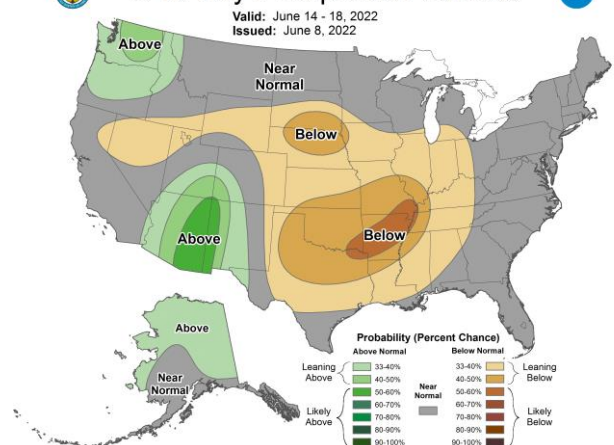 Valid: June 14 - 18, 2022
Issued: June 8, 2022
Above
Near
Normal
Below
Above
Below
Above
Near
Normal
Probability (Percent Chance)
Above Normal
Below Normal
Leaning
Above
33-40%
40-50%
Likely
Above
50-60%
60-70%
70-80%
80-90%
90-100%
Near
Normal
33-40%
40-50%
Leaning
Below
50-60%
60-70%
70-80%
80-90%
90-100%
Likely
Below